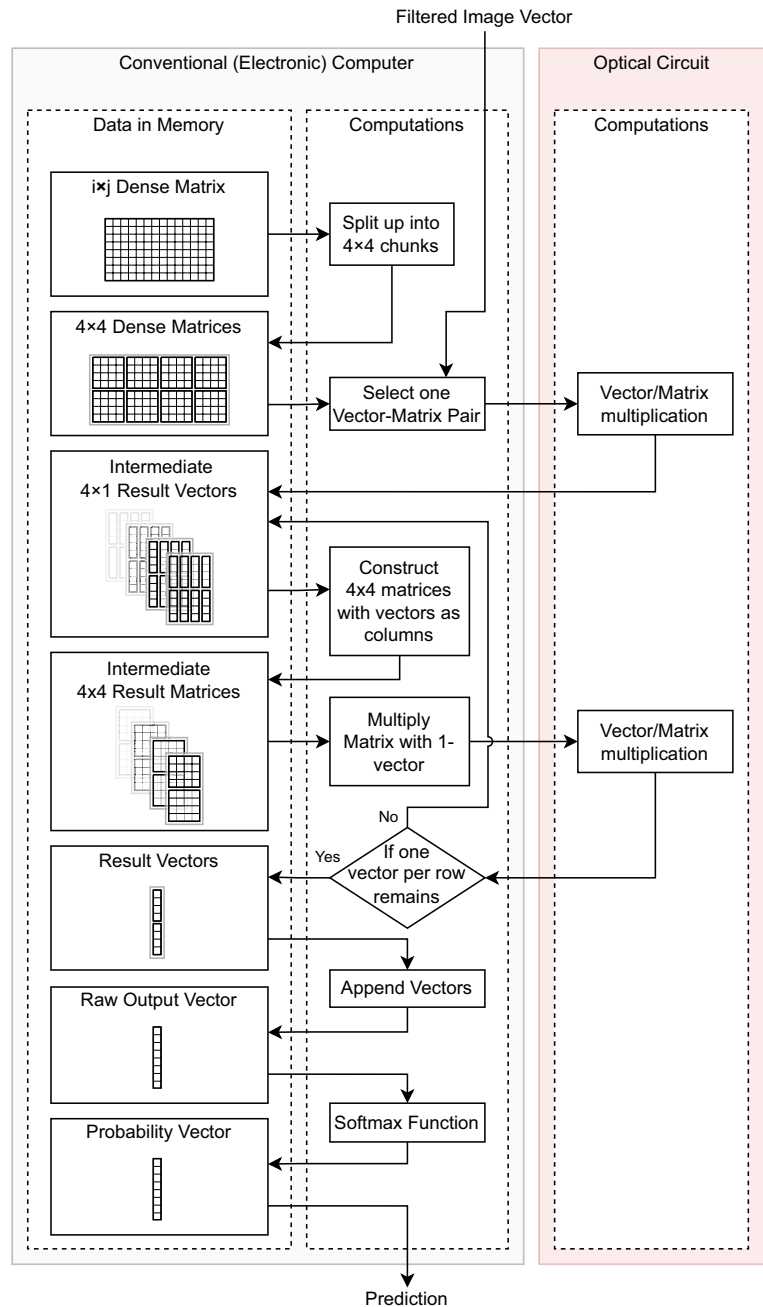 Filtered Image Vector
Conventional (Electronic) Computer
Optical Circuit
Data in Memory
Computations
Computations
i×j Dense Matrix
Split up into
4×4 chunks
4×4 Dense Matrices
Select one
Vector-Matrix Pair
Vector/Matrix
multiplication
Intermediate
4×1 Result Vectors
Construct
4x4 matrices
with vectors as
columns
Intermediate
4x4 Result Matrices
Multiply
Matrix with 1-
vector
Vector/Matrix
multiplication
No
Yes
If one
vector per row
remains
Result Vectors
Append Vectors
Raw Output Vector
Softmax Function
Probability Vector
Prediction